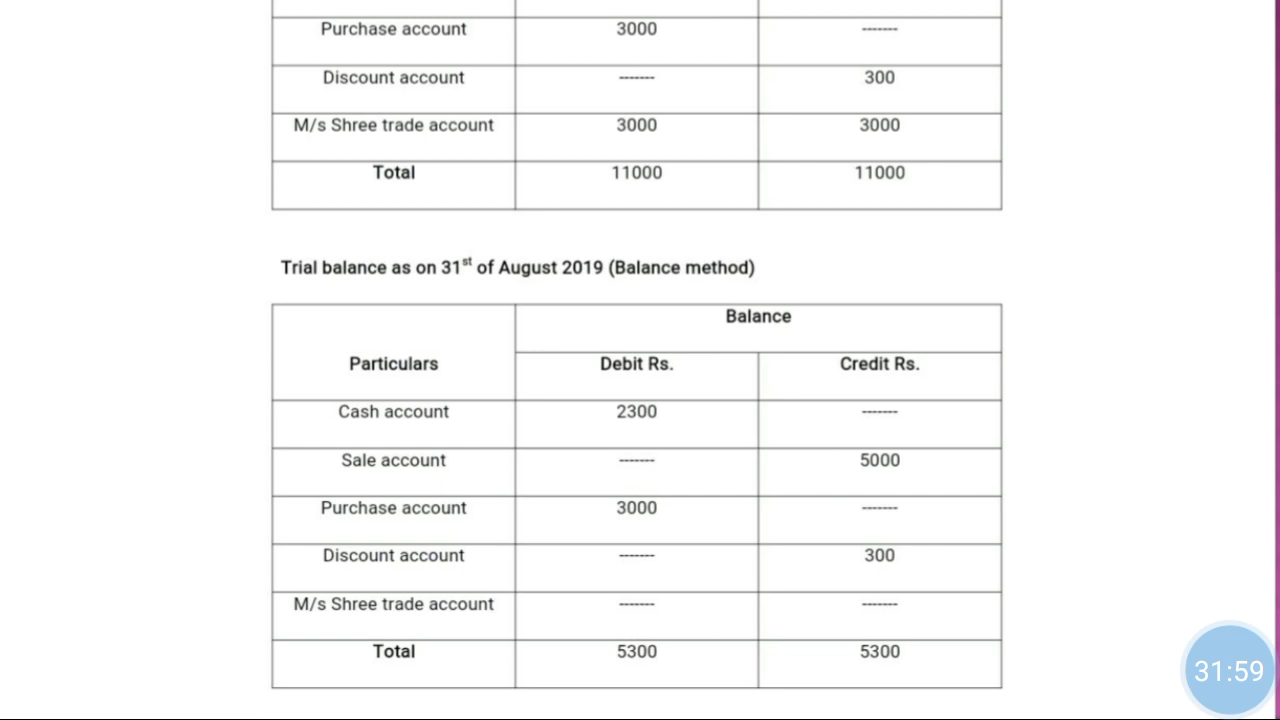 Purchase account 3000 -------
Discount account ------- 300
M/s Shree trade account 3000 3000
Total 11000 11000
Trial balance as on 31st of August 2019 (Balance method)
Balance
Particulars Debit Rs. Credit Rs.
Cash account 2300 -------
Sale account ------- 5000
Purchase account 3000 -------
Discount account ------- 300
M/s Shree trade account ------- -------
Total 5300 5300
31:59